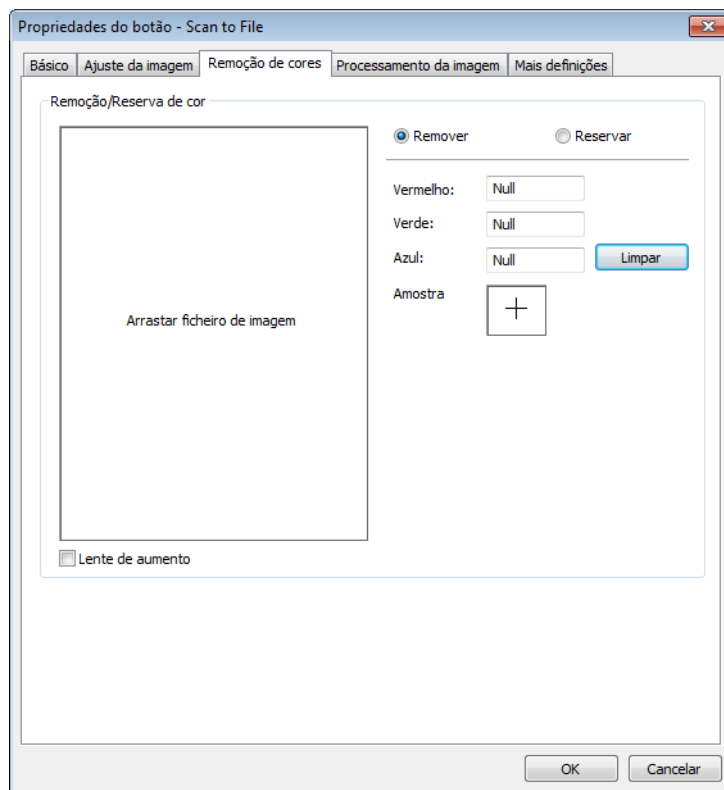 Propriedades do botão - Scan to File
Básico Ajuste da imagem Remoção de cores Processamento da imagem Mais definições
Remoção/Reserva de cor
Remover Reservar
Vermelho: Null
Verde: Null
Azul: Null Limpar
Amostra
Arrastar ficheiro de imagem
Lente de aumento
OK Cancelar